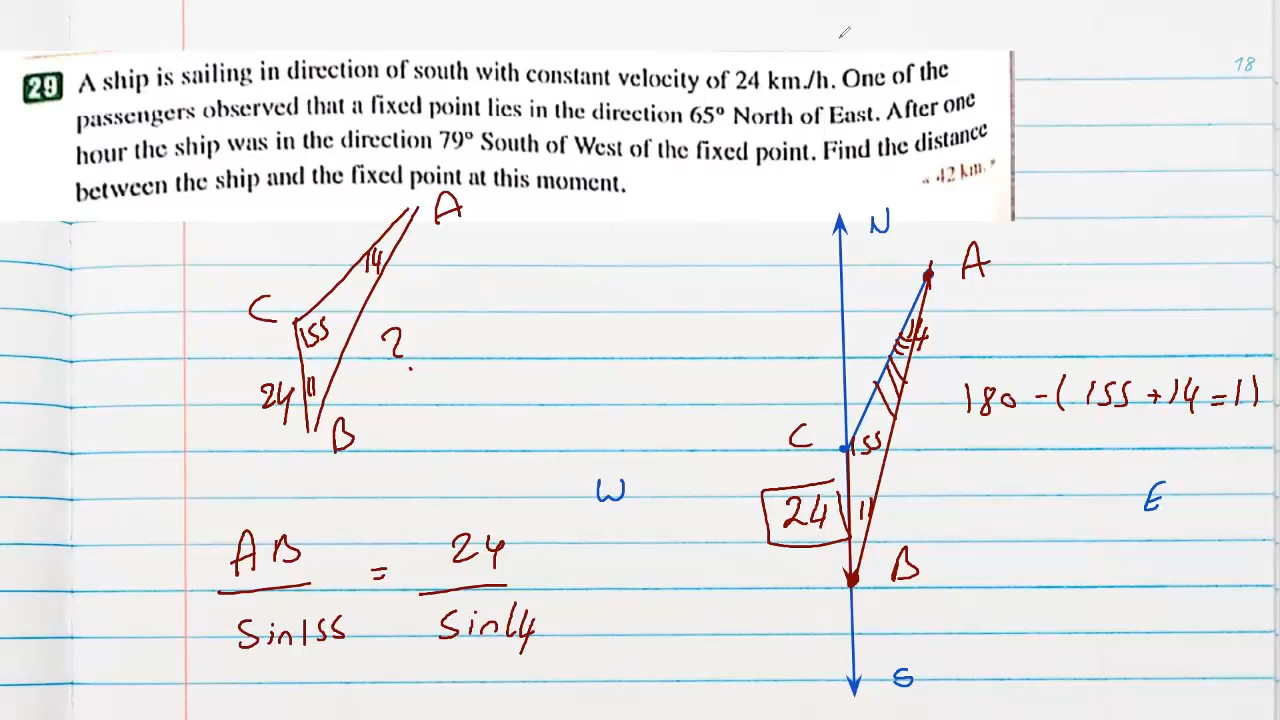 18
29 A ship is sailing in direction of south with constant velocity of 24 km./h. One of the
passengers observed that a fixed point lies in the direction 65° North of East. After one
hour the ship was in the direction 79° South of West of the fixed point. Find the distance
between the ship and the fixed point at this moment.
« 42 km. »
A
14
C
155
?
24
11
B
N
A
14
180 - ( 155 + 14 = 11
C
155
W
E
24
11
B
AB
=
24
Sin155
Sin14
S